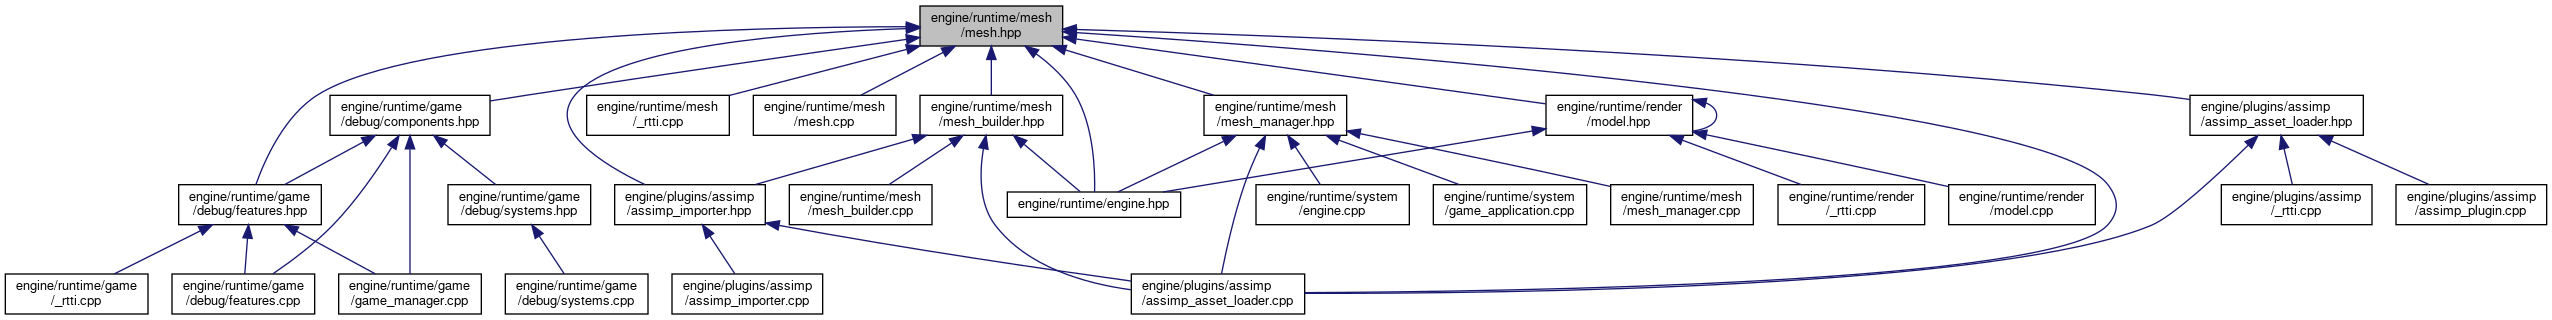 engine/runtime/mesh
/mesh.hpp
engine/runtime/game
/debug/components.hpp
engine/runtime/mesh
/_rtti.cpp
engine/runtime/mesh
/mesh.cpp
engine/runtime/mesh
/mesh_builder.hpp
engine/runtime/mesh
/mesh_manager.hpp
engine/runtime/render
/model.hpp
engine/plugins/assimp
/assimp_asset_loader.hpp
engine/runtime/game
/debug/features.hpp
engine/runtime/game
/debug/systems.hpp
engine/plugins/assimp
/assimp_importer.hpp
engine/runtime/mesh
/mesh_builder.cpp
engine/runtime/engine.hpp
engine/runtime/system
/engine.cpp
engine/runtime/system
/game_application.cpp
engine/runtime/mesh
/mesh_manager.cpp
engine/runtime/render
/_rtti.cpp
engine/runtime/render
/model.cpp
engine/plugins/assimp
/_rtti.cpp
engine/plugins/assimp
/assimp_plugin.cpp
engine/runtime/game
/_rtti.cpp
engine/runtime/game
/debug/features.cpp
engine/runtime/game
/game_manager.cpp
engine/runtime/game
/debug/systems.cpp
engine/plugins/assimp
/assimp_importer.cpp
engine/plugins/assimp
/assimp_asset_loader.cpp